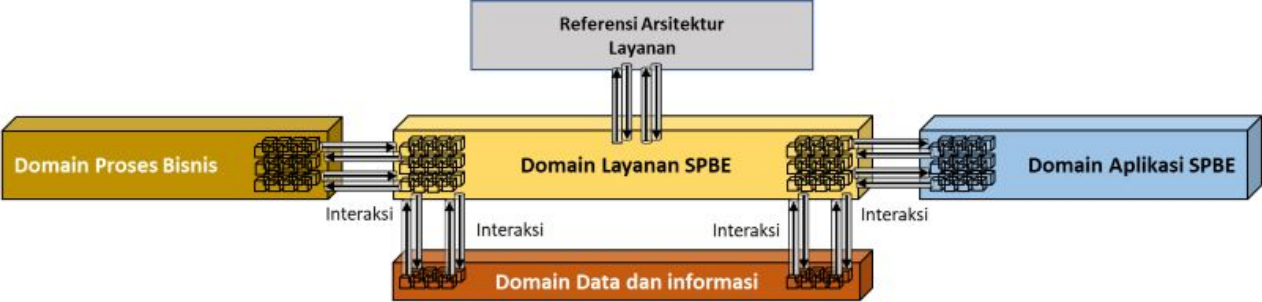 Referensi Arsitektur
Layanan
Domain Proses Bisnis
Domain Layanan SPBE
Domain Aplikasi SPBE
Interaksi
Interaksi
Interaksi
Interaksi
Domain Data dan informasi